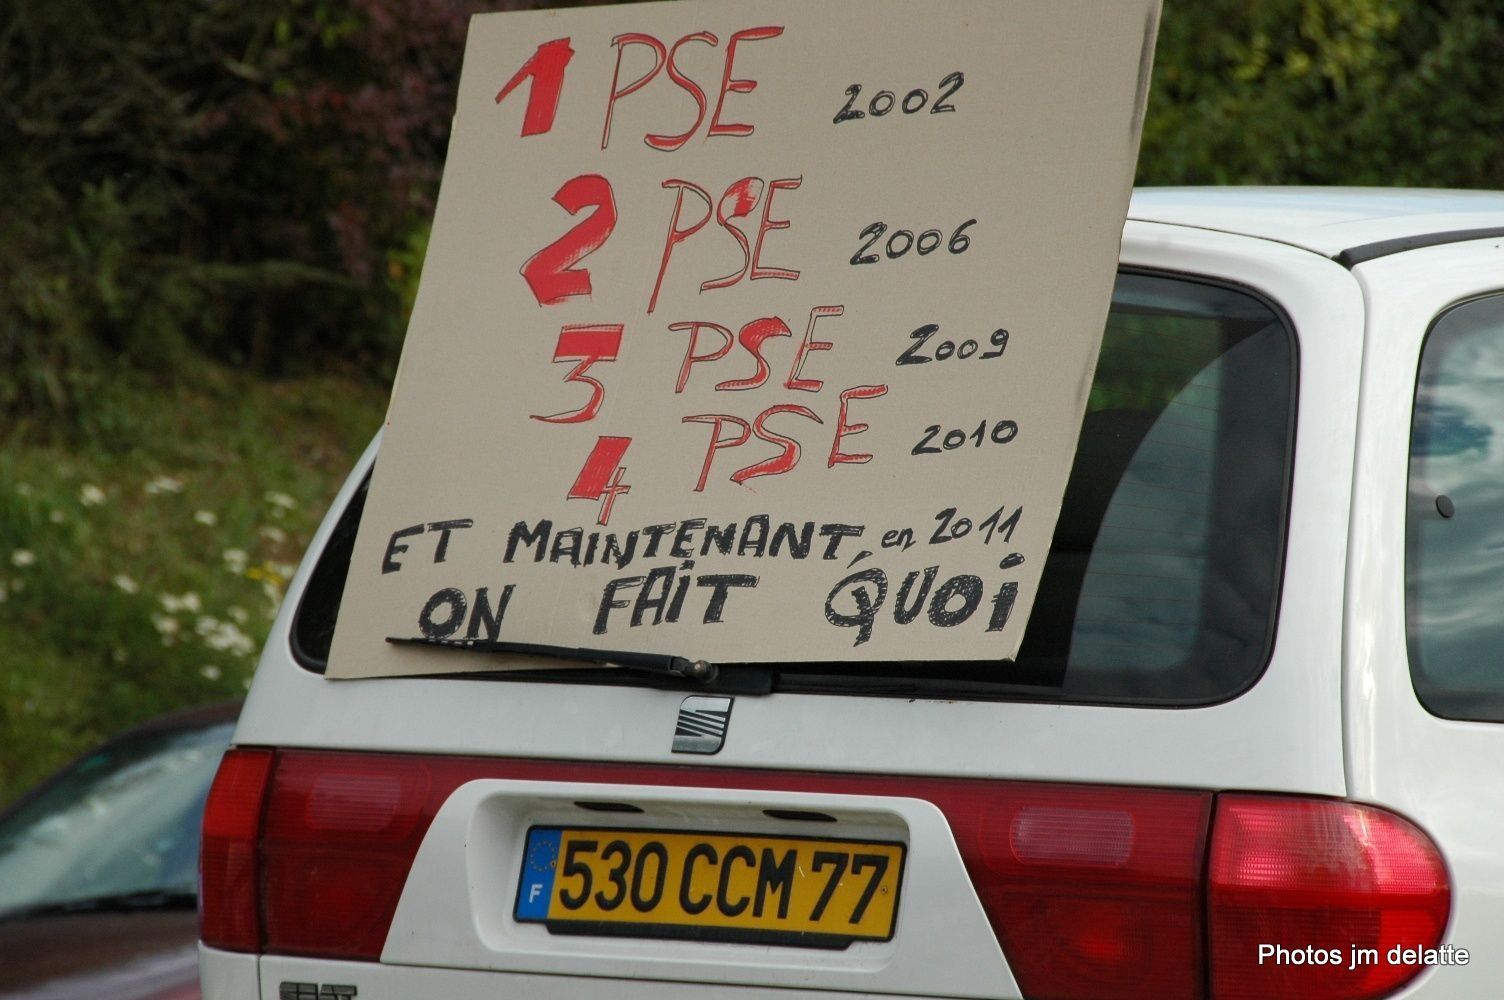 1 PSE 2002
2 PSE 2006
3 PSE 2009
4 PSE 2010
ET MAINTENANT, en 2011
ON FAIT QUOI
F 530 CCM 77
SEAT
Photos jm delatte